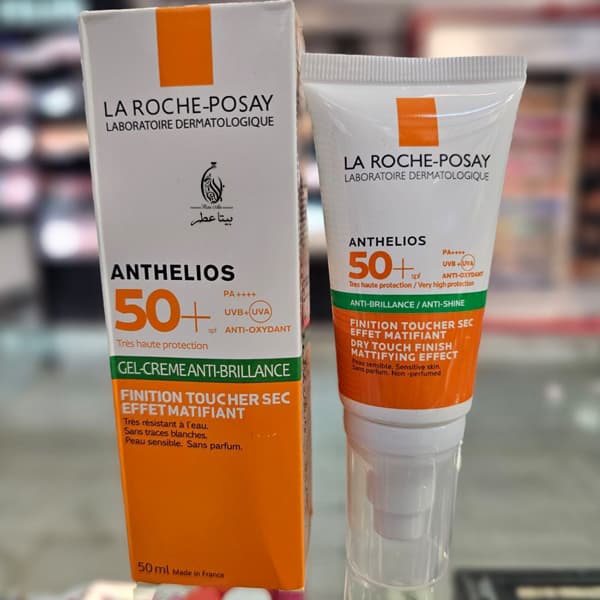 LA ROCHE-POSAY
LABORATOIRE DERMATOLOGIQUE
بيتا عطر
ANTHELIOS
50+
spf
PA++++
UVB+UVA
ANTI-OXYDANT
Très haute protection
GEL-CREME ANTI-BRILLANCE
FINITION TOUCHER SEC
EFFET MATIFIANT
Très résistant à l'eau.
Sans traces blanches.
Peau sensible. Sans parfum.
50 ml Made in France
LA ROCHE-POSAY
LABORATOIRE DERMATOLOGIQUE
ANTHELIOS
50+
spf
PA++++
UVB+UVA
ANTI-OXYDANT
Très haute protection / Very high protection
ANTI-BRILLANCE / ANTI-SHINE
FINITION TOUCHER SEC
EFFET MATIFIANT
DRY TOUCH FINISH
MATTIFYING EFFECT
Peau sensible. Sensitive skin.
Sans parfum. Non-perfumed